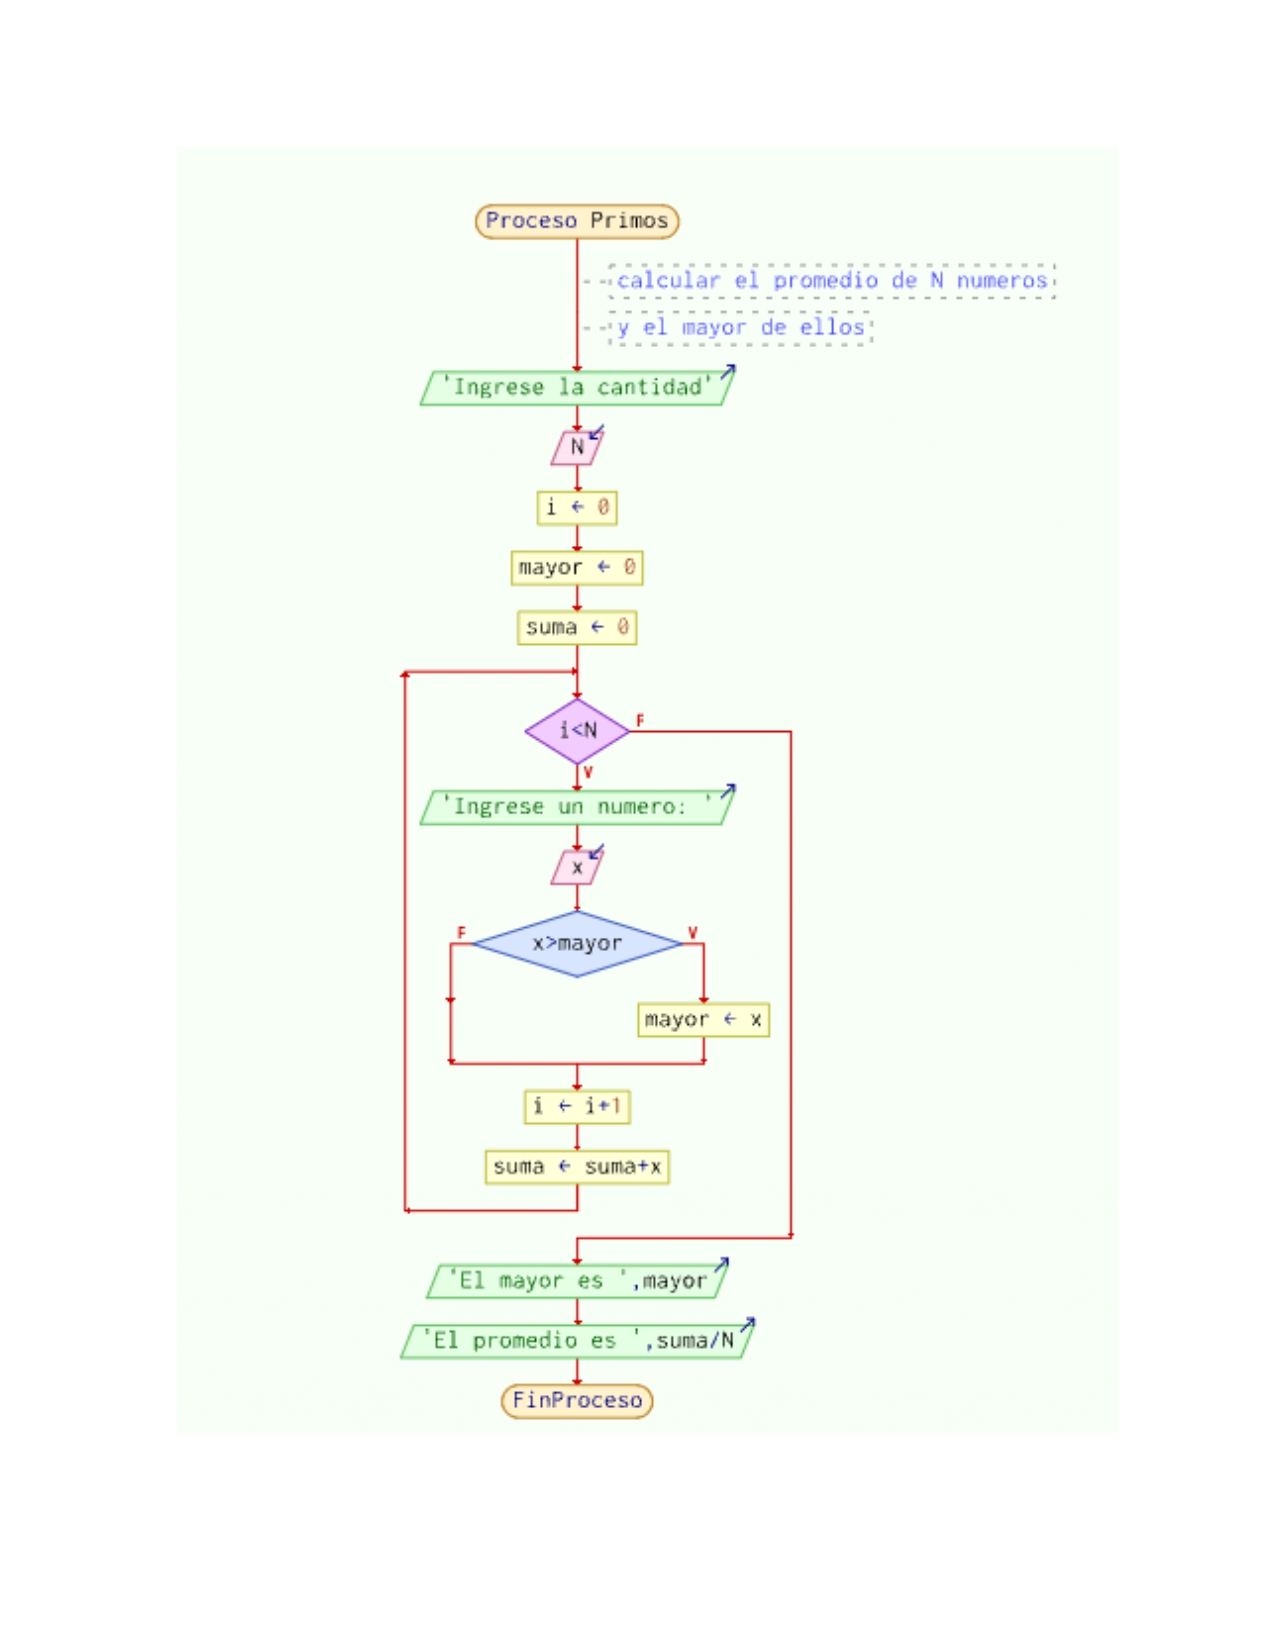 Proceso Primos
calcular el promedio de N numeros
y el mayor de ellos
'Ingrese la cantidad'
N
i ← 0
mayor ← 0
suma ← 0
i<N
F
V
'Ingrese un numero: '
x
F
V
x>mayor
mayor ← x
i ← i+1
suma ← suma+x
'El mayor es ',mayor
'El promedio es ',suma/N
FinProceso